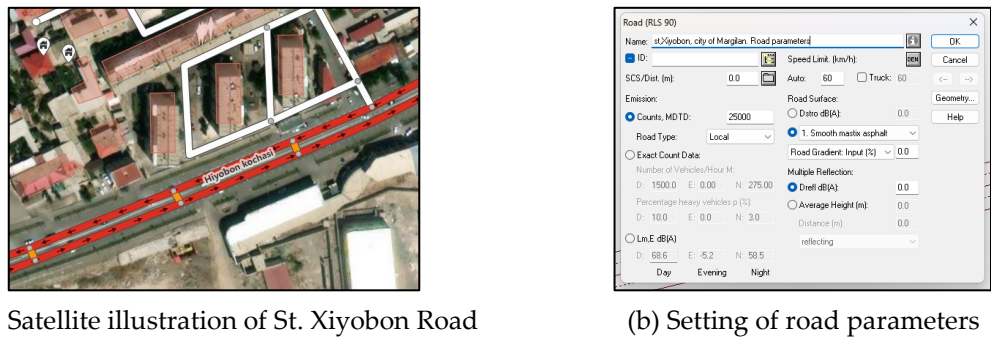 Hiyobon kochasi
Road (RLS 90)
Name: st,Xiyobon, city of Margilan. Road parameters
OK
ID:
Speed Limit. (km/h):
DEN
Cancel
SCS/Dist. (m): 0.0
Auto: 60
Truck: 60
<-- -->
Emission:
Road Surface:
Geometry...
Counts, MDTD: 25000
Dstro dB(A): 0.0
Help
Road Type: Local
1. Smooth mastix asphalt
Exact Count Data:
Road Gradient: Input (%) 0.0
Number of Vehicles/Hour M:
Multiple Reflection:
D: 1500.0 E: 0.00 N: 275.00
Drefl dB(A): 0.0
Percentage heavy vehicles p (%):
Average Height (m): 0.0
D: 10.0 E: 0.0 N: 3.0
Distance (m): 0.0
Lm,E dB(A)
reflecting
D: 68.6 E: -5.2 N: 58.5
Day Evening Night
Satellite illustration of St. Xiyobon Road
(b) Setting of road parameters